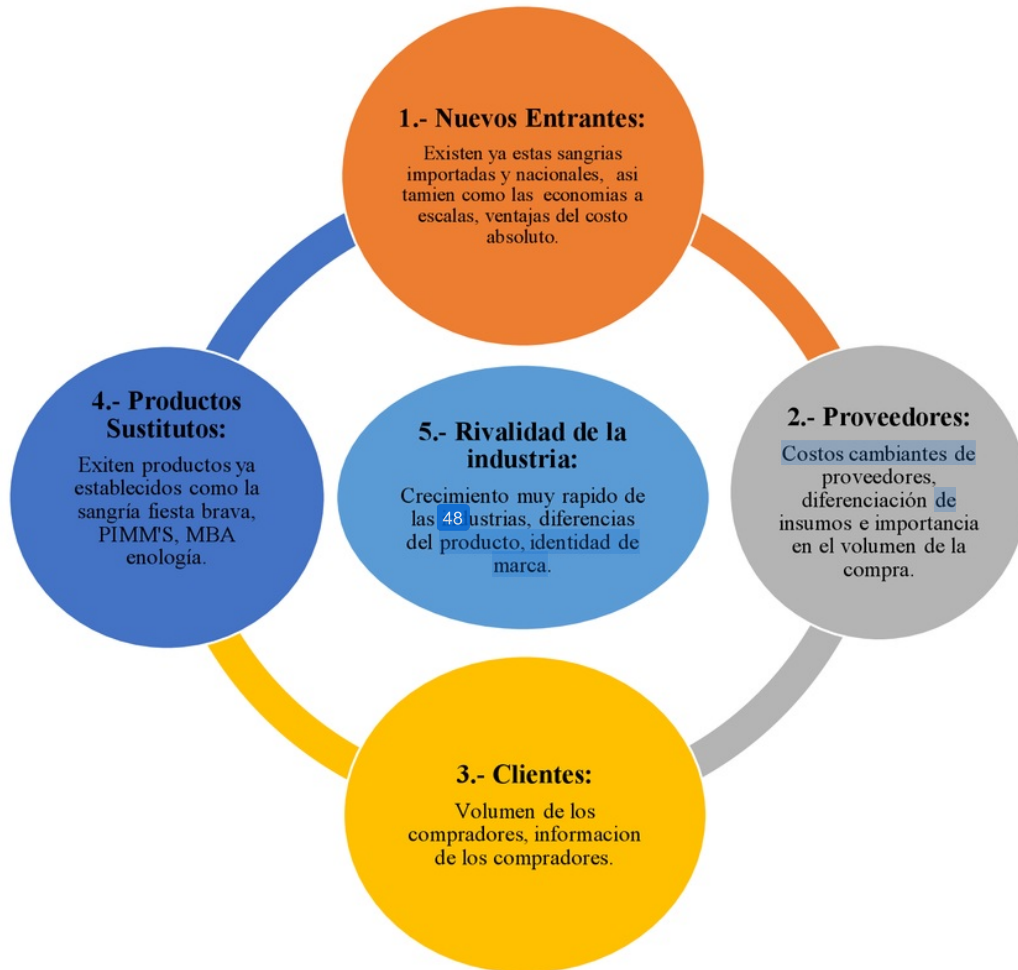 1.- Nuevos Entrantes:
Existen ya estas sangrias
importadas y nacionales, asi
tamien como las economias a
escalas, ventajas del costo
absoluto.
4.- Productos
Sustitutos:
Exiten productos ya
establecidos como la
sangría fiesta brava,
PIMM'S, MBA
enología.
5.- Rivalidad de la
industria:
Crecimiento muy rapido de
las 48 ustrias, diferencias
del producto, identidad de
marca.
2.- Proveedores:
Costos cambiantes de
proveedores,
diferenciación de
insumos e importancia
en el volumen de la
compra.
3.- Clientes:
Volumen de los
compradores, informacion
de los compradores.